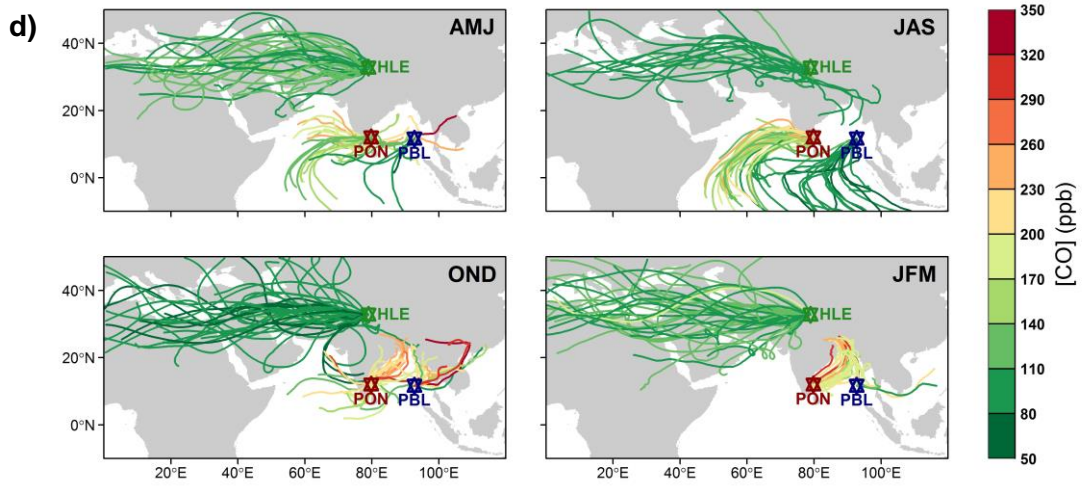 d)
AMJ
40°N
HLE
20°N
PON
PBL
0°N
JAS
HLE
PON
PBL
OND
40°N
HLE
20°N
PON
PBL
0°N
20°E
40°E
60°E
80°E
100°E
JFM
HLE
PON
PBL
20°E
40°E
60°E
80°E
100°E
350
320
290
260
230
200
170
140
110
80
50
[CO] (ppb)